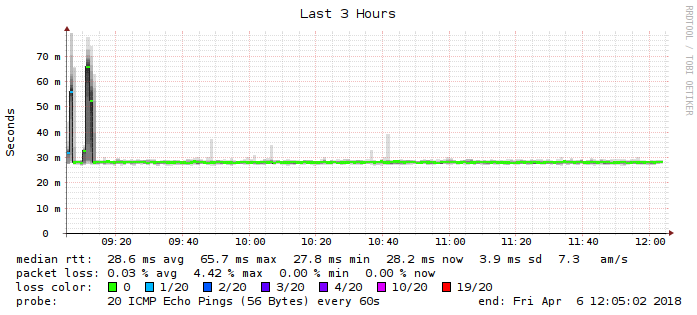 Last 3 Hours
RRDTOOL / TOBI OETIKER
Seconds
70 m
60 m
50 m
40 m
30 m
20 m
10 m
0
09:20 09:40 10:00 10:20 10:40 11:00 11:20 11:40 12:00
median rtt: 28.6 ms avg 65.7 ms max 27.8 ms min 28.2 ms now 3.9 ms sd 7.3 am/s
packet loss: 0.03 % avg 4.42 % max 0.00 % min 0.00 % now
loss color: 0 1/20 2/20 3/20 4/20 10/20 19/20
probe: 20 ICMP Echo Pings (56 Bytes) every 60s end: Fri Apr 6 12:05:02 2018